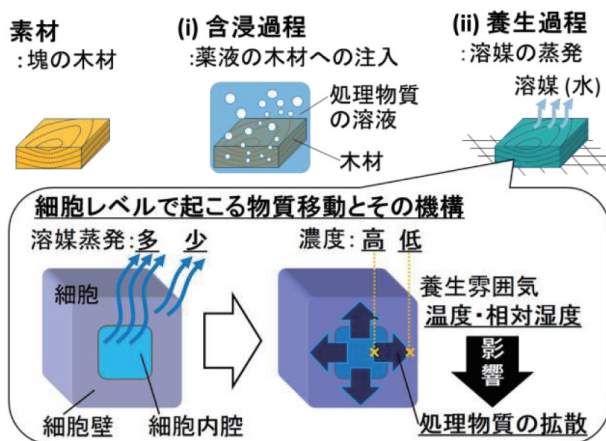 素材
:塊の木材
(i) 含浸過程
:薬液の木材への注入
処理物質
の溶液
木材
(ii) 養生過程
:溶媒の蒸発
溶媒 (水)
細胞レベルで起こる物質移動とその機構
溶媒蒸発:多 少
細胞
細胞壁
細胞内腔
濃度:高 低
養生雰囲気
温度・相対湿度
影響
処理物質の拡散